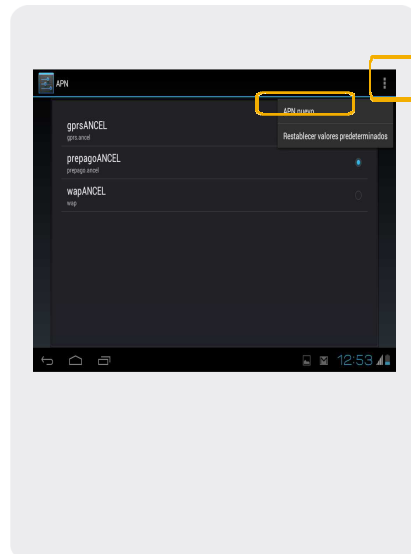 APN
APN nuevo
Restablecer valores predeterminados
gprsANCEL
gprs.ancel
prepagoANCEL
prepago.ancel
wapANCEL
wap
12:53